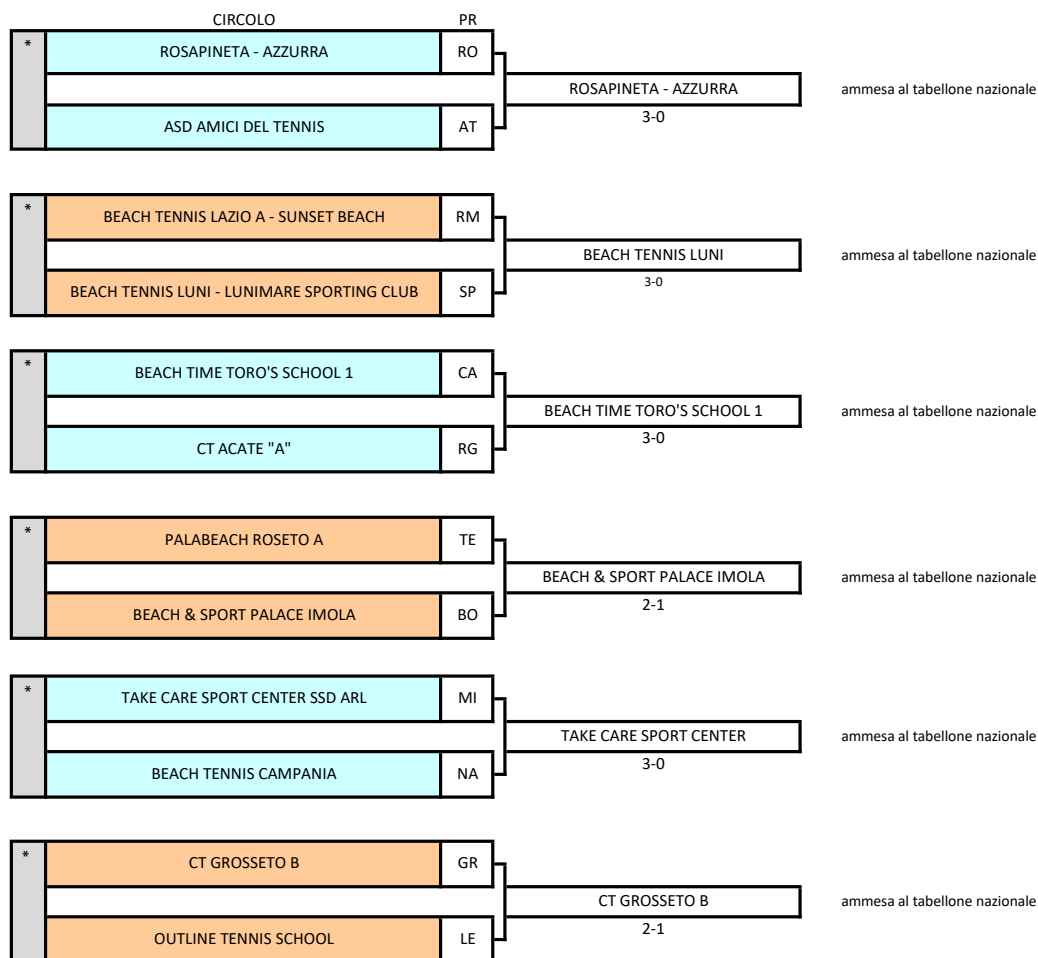 CIRCOLO PR
* ROSAPINETA - AZZURRA RO
ROSAPINETA - AZZURRA ammesa al tabellone nazionale
3-0
ASD AMICI DEL TENNIS AT
* BEACH TENNIS LAZIO A - SUNSET BEACH RM
BEACH TENNIS LUNI ammesa al tabellone nazionale
3-0
BEACH TENNIS LUNI - LUNIMARE SPORTING CLUB SP
* BEACH TIME TORO'S SCHOOL 1 CA
BEACH TIME TORO'S SCHOOL 1 ammesa al tabellone nazionale
3-0
CT ACATE "A" RG
* PALABEACH ROSETO A TE
BEACH & SPORT PALACE IMOLA ammesa al tabellone nazionale
2-1
BEACH & SPORT PALACE IMOLA BO
* TAKE CARE SPORT CENTER SSD ARL MI
TAKE CARE SPORT CENTER ammesa al tabellone nazionale
3-0
BEACH TENNIS CAMPANIA NA
* CT GROSSETO B GR
CT GROSSETO B ammesa al tabellone nazionale
2-1
OUTLINE TENNIS SCHOOL LE